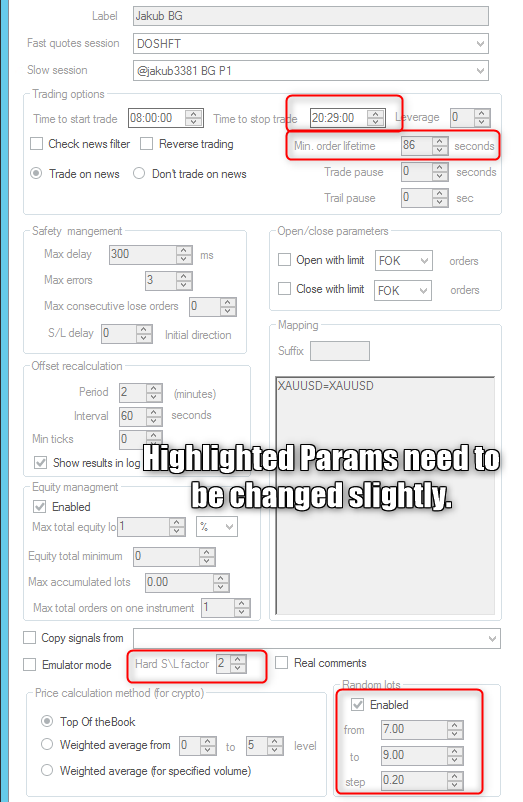 Label Jakub BG
Fast quotes session DOSHFT
Slow session @jakub3381 BG P1
Trading options
Time to start trade 08:00:00 Time to stop trade 20:29:00 Leverage 0
Check news filter Reverse trading Min. order lifetime 86 seconds
Trade on news Don't trade on news Trade pause 0 seconds
Trail pause 0 sec
Safety mangement
Max delay 300 ms
Max errors 3
Max consecutive lose orders 0
S/L delay 0 Initial direction
Open/close parameters
Open with limit FOK orders
Close with limit FOK orders
Mapping
Suffix
XAUUSD=XAUUSD
Offset recalculation
Period 2 (minutes)
Interval 60 seconds
Min ticks 0
Show results in log
Highlighted Params need to
be changed slightly.
Equity managment
Enabled
Max total equity lo 1 %
Equity total minimum 0
Max accumulated lots 0.00
Max total orders on one instrument 1
Copy signals from
Emulator mode Hard S\L factor 2 Real comments
Price calculation method (for crypto)
Top Of theBook
Weighted average from 0 to 5 level
Weighted average (for specified volume)
Random lots
Enabled
from 7.00
to 9.00
step 0.20